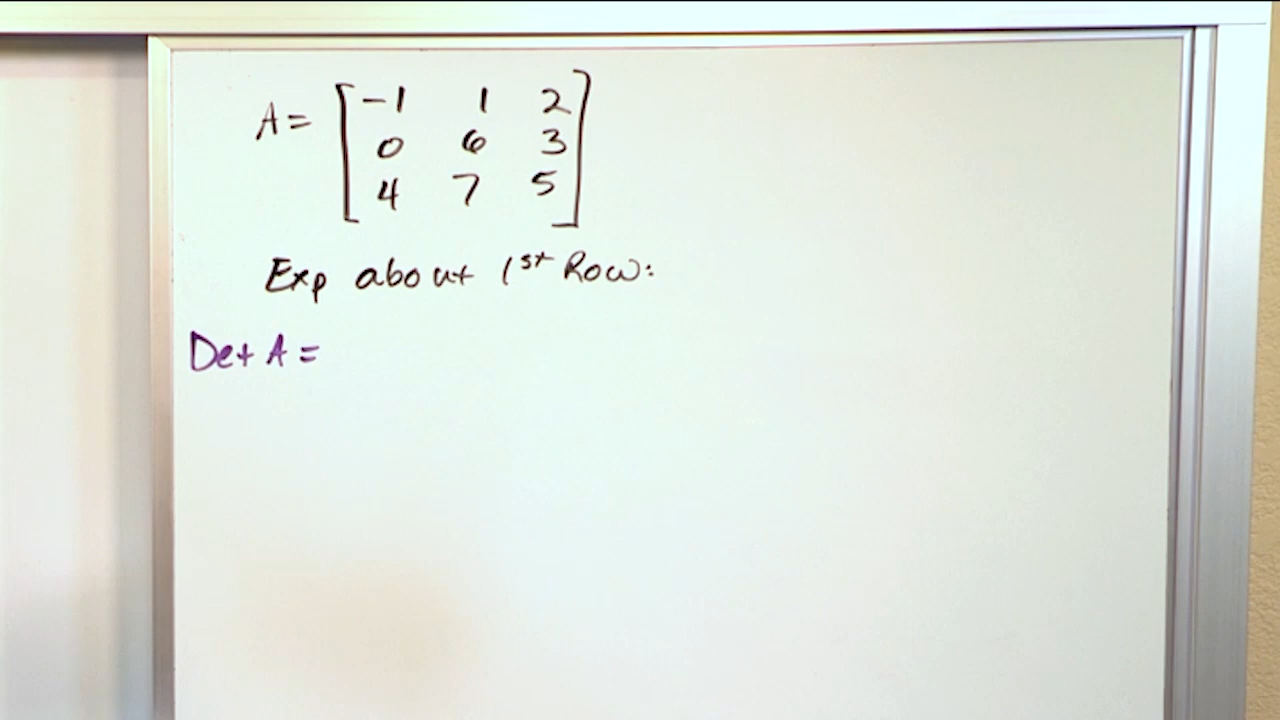 A = [ -1 1 2
0 6 3
4 7 5 ]
Exp about 1st Row:
Det A =